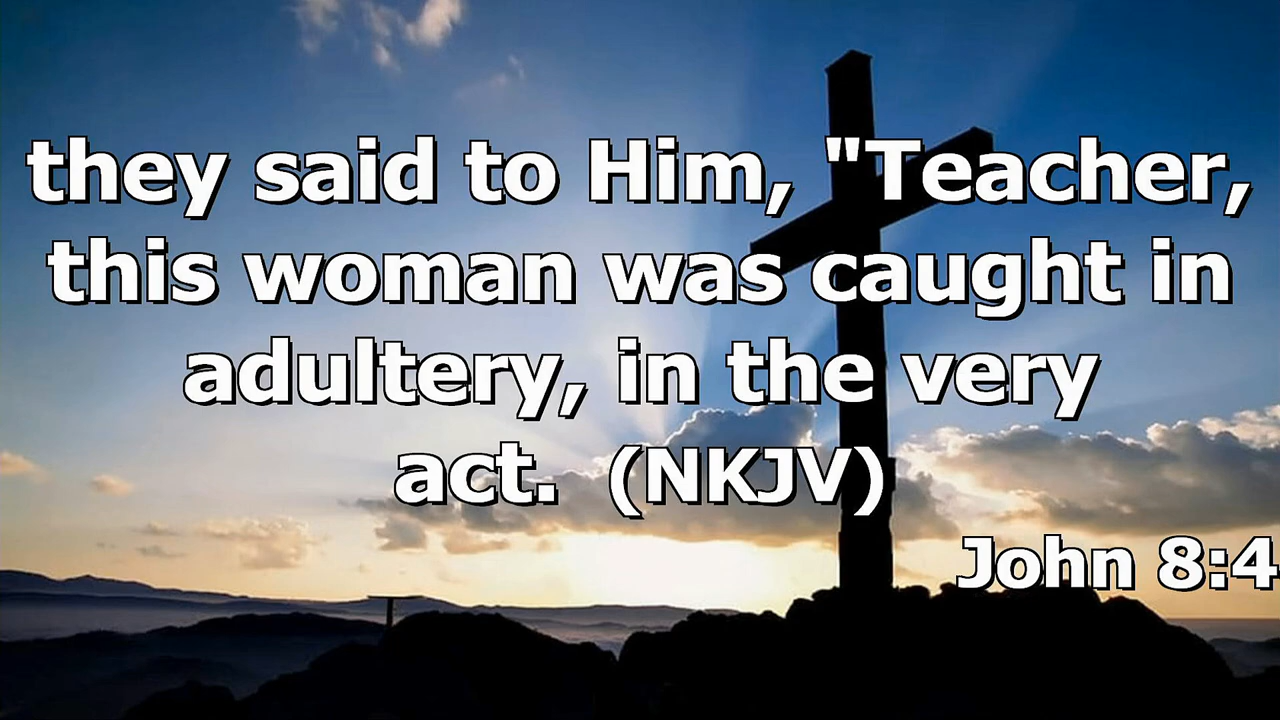 they said to Him, "Teacher,
this woman was caught in
adultery, in the very
act. (NKJV)
John 8:4